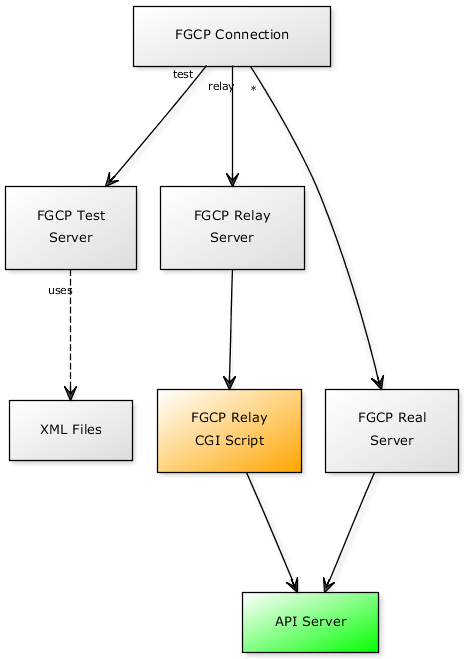 FGCP Connection
test
relay
*
FGCP Test
Server
FGCP Relay
Server
uses
XML Files
FGCP Relay
CGI Script
FGCP Real
Server
API Server